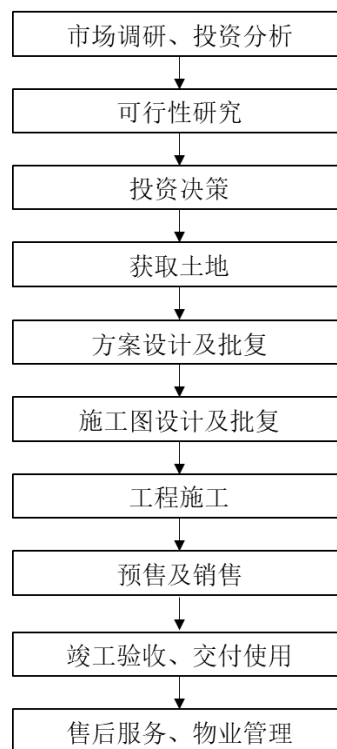 市场调研、投资分析
可行性研究
投资决策
获取土地
方案设计及批复
施工图设计及批复
工程施工
预售及销售
竣工验收、交付使用
售后服务、物业管理